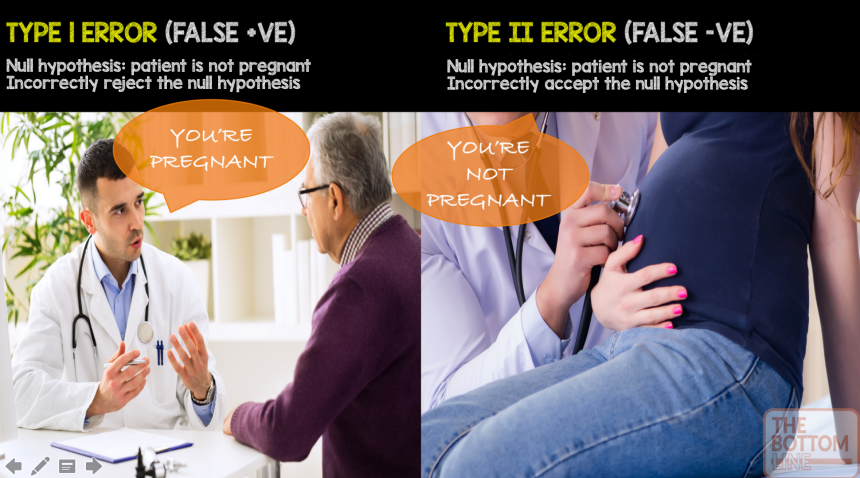 TYPE I ERROR (FALSE +VE)
Null hypothesis: patient is not pregnant
Incorrectly reject the null hypothesis
YOU'RE
PREGNANT
TYPE II ERROR (FALSE -VE)
Null hypothesis: patient is not pregnant
Incorrectly accept the null hypothesis
YOU'RE
NOT
PREGNANT
THE
BOTTOM
LINE